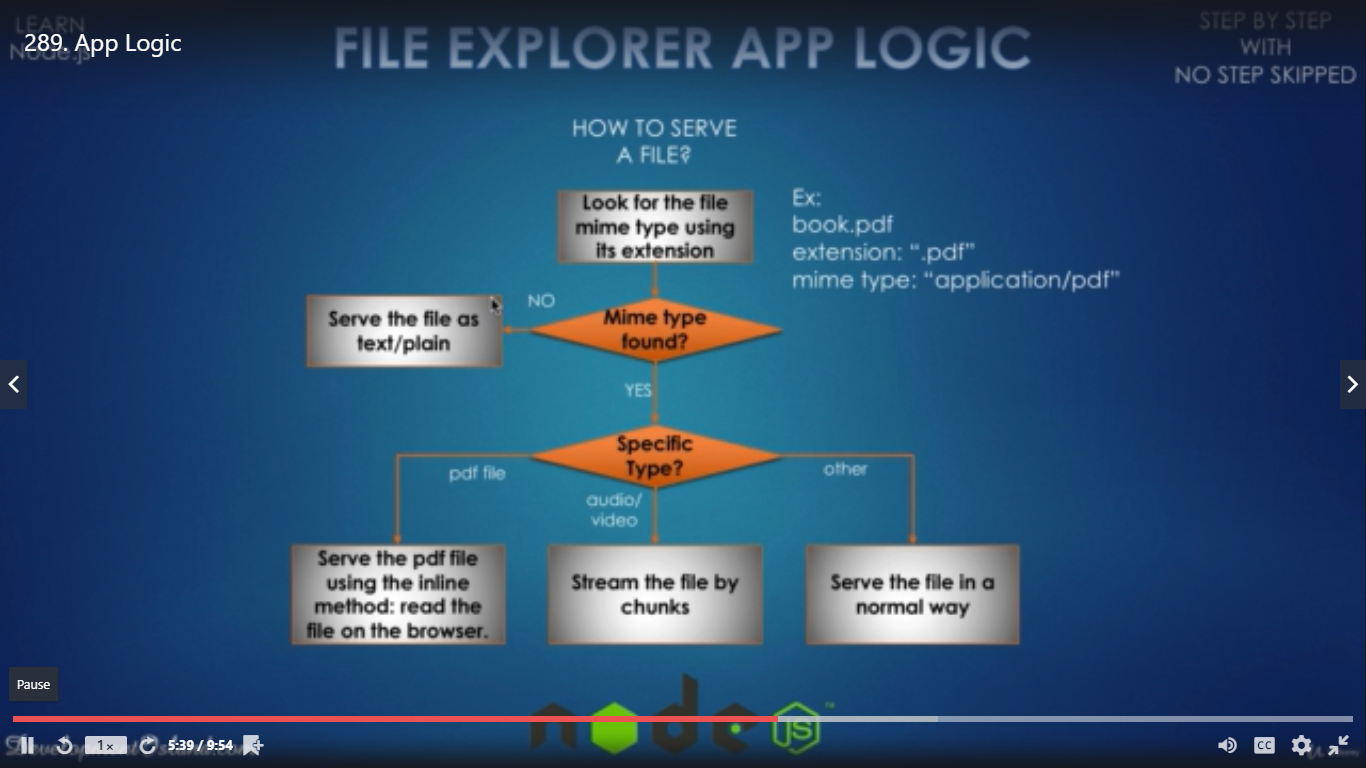 LEARN
Node.js
289. App Logic
FILE EXPLORER APP LOGIC
STEP BY STEP
WITH
NO STEP SKIPPED
HOW TO SERVE
A FILE?
Look for the file
mime type using
its extension
Ex:
book.pdf
extension: “.pdf”
mime type: “application/pdf”
NO
Serve the file as
text/plain
Mime type
found?
YES
Specific
Type?
pdf file
audio/
video
other
Serve the pdf file
using the inline
method: read the
file on the browser.
Stream the file by
chunks
Serve the file in a
normal way
Pause
node
JS
™
1×
5:39 / 9:54
CC